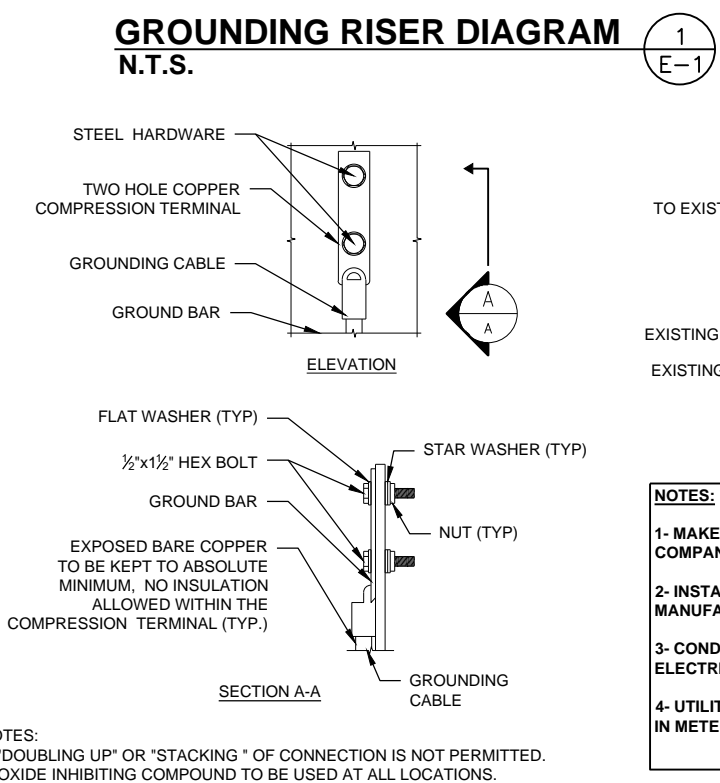 GROUNDING RISER DIAGRAM
N.T.S.
1
E-1
STEEL HARDWARE
TWO HOLE COPPER
COMPRESSION TERMINAL
GROUNDING CABLE
GROUND BAR
ELEVATION
A
A
TO EXIST
EXISTING
EXISTING
FLAT WASHER (TYP)
½"x1½" HEX BOLT
GROUND BAR
EXPOSED BARE COPPER
TO BE KEPT TO ABSOLUTE
MINIMUM, NO INSULATION
ALLOWED WITHIN THE
COMPRESSION TERMINAL (TYP.)
STAR WASHER (TYP)
NUT (TYP)
GROUNDING
CABLE
SECTION A-A
NOTES:
1- MAKE
COMPAN
2- INSTA
MANUFA
3- COND
ELECTRI
4- UTILIT
IN METE
OTES:
"DOUBLING UP" OR "STACKING " OF CONNECTION IS NOT PERMITTED.
OXIDE INHIBITING COMPOUND TO BE USED AT ALL LOCATIONS.